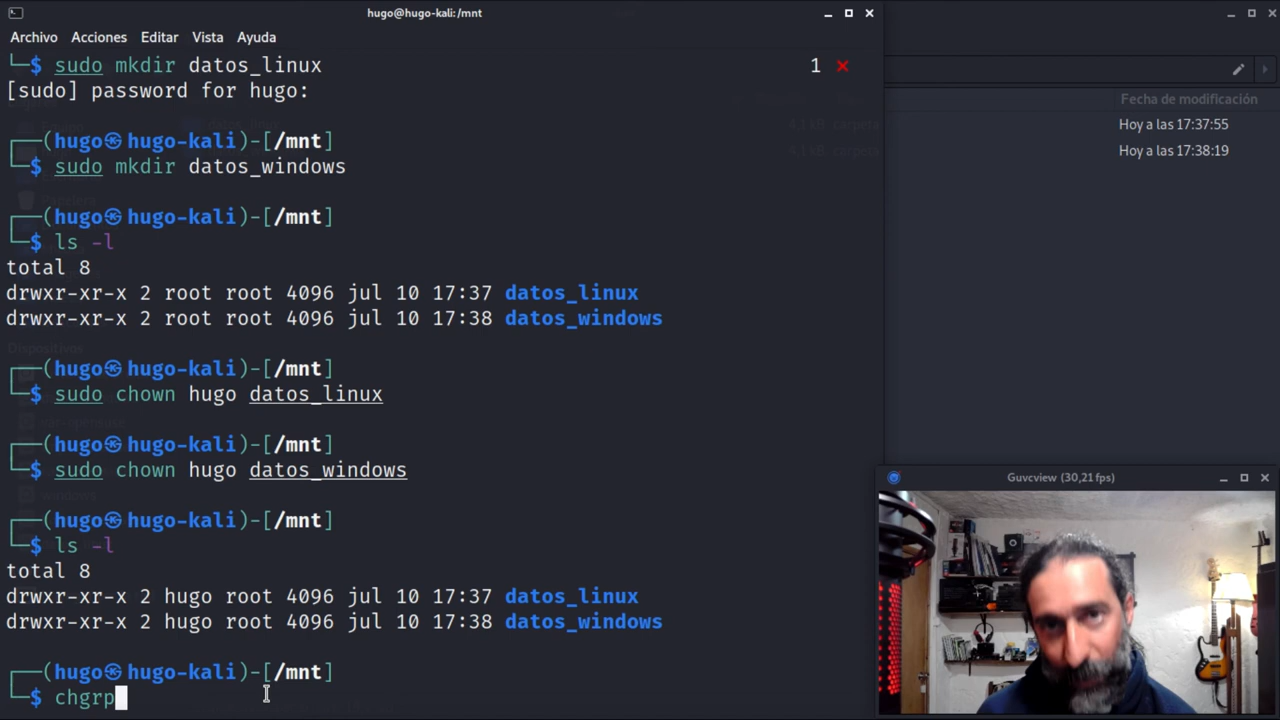 hugo@hugo-kali: /mnt
Archivo Acciones Editar Vista Ayuda
└─$ sudo mkdir datos_linux 1 ✕
[sudo] password for hugo:
┌──(hugo㉿hugo-kali)-[/mnt]
└─$ sudo mkdir datos_windows
┌──(hugo㉿hugo-kali)-[/mnt]
└─$ ls -l
total 8
drwxr-xr-x 2 root root 4096 jul 10 17:37 datos_linux
drwxr-xr-x 2 root root 4096 jul 10 17:38 datos_windows
┌──(hugo㉿hugo-kali)-[/mnt]
└─$ sudo chown hugo datos_linux
┌──(hugo㉿hugo-kali)-[/mnt]
└─$ sudo chown hugo datos_windows
┌──(hugo㉿hugo-kali)-[/mnt]
└─$ ls -l
total 8
drwxr-xr-x 2 hugo root 4096 jul 10 17:37 datos_linux
drwxr-xr-x 2 hugo root 4096 jul 10 17:38 datos_windows
┌──(hugo㉿hugo-kali)-[/mnt]
└─$ chgrp
Fecha de modificación
Hoy a las 17:37:55
Hoy a las 17:38:19
Guvcview (30,21 fps)